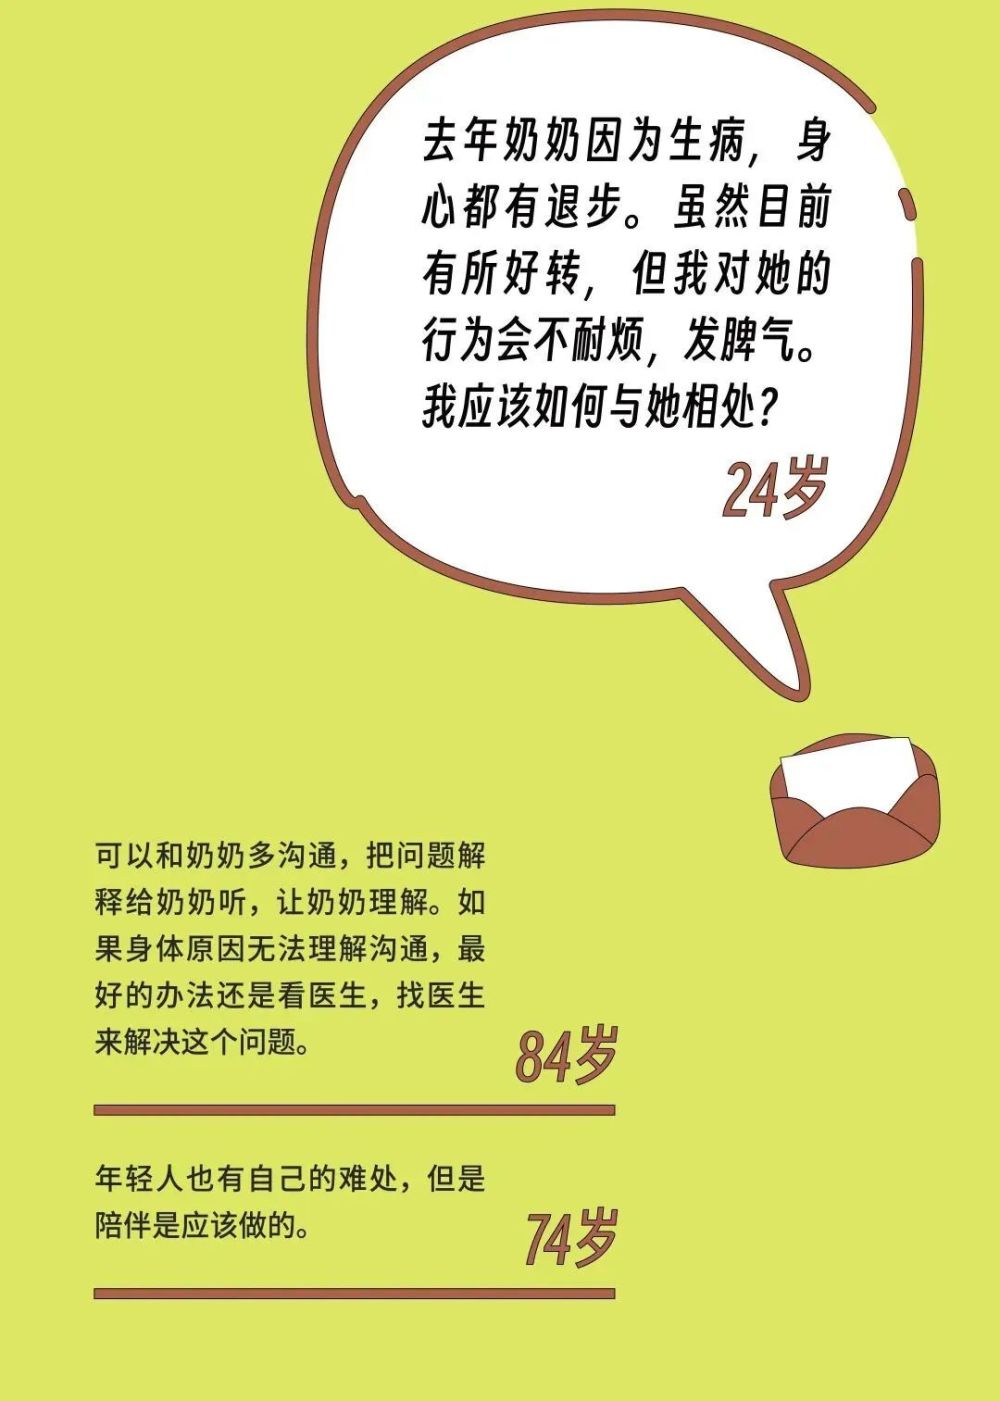 去年奶奶因为生病，身
心都有退步。虽然目前
有所好转，但我对她的
行为会不耐烦，发脾气。
我应该如何与她相处？
24岁
可以和奶奶多沟通，把问题解
释给奶奶听，让奶奶理解。如
果身体原因无法理解沟通，最
好的办法还是看医生，找医生
来解决这个问题。
84岁
年轻人也有自己的难处，但是
陪伴是应该做的。
74岁